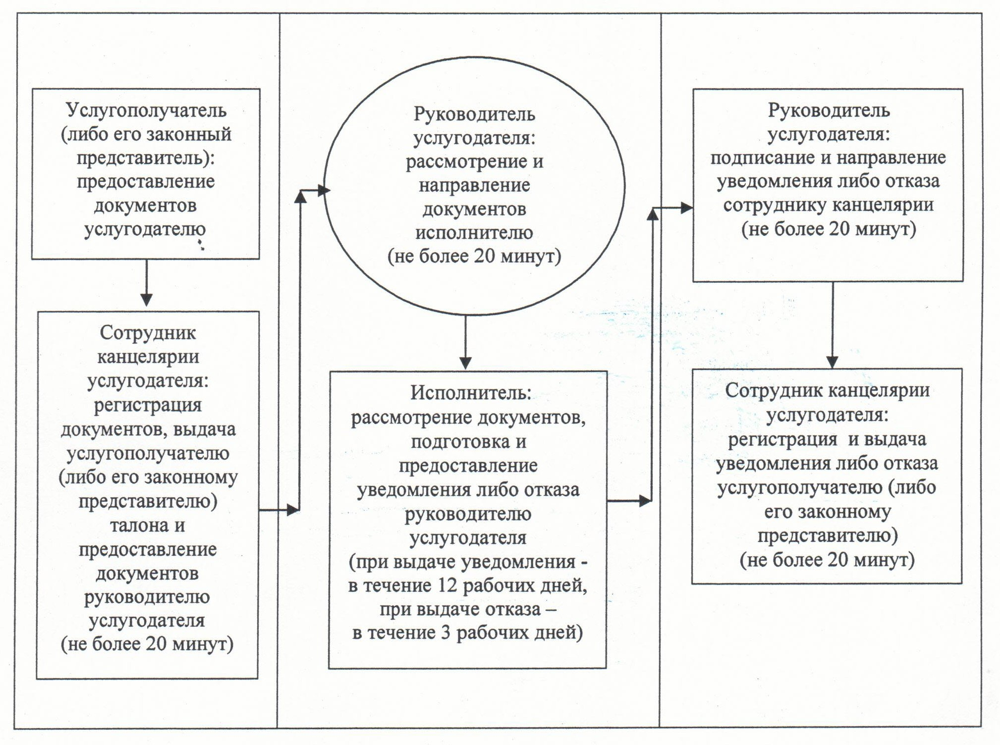 Услугополучатель
(либо его законный
представитель):
предоставление
документов
услугодателю
Сотрудник
канцелярии
услугодателя:
регистрация
документов, выдача
услугополучателю
(либо его законному
представителю)
талона и
предоставление
документов
руководителю
услугодателя
(не более 20 минут)
Руководитель
услугодателя:
рассмотрение и
направление
документов
исполнителю
(не более 20 минут)
Исполнитель:
рассмотрение документов,
подготовка и
предоставление
уведомления либо отказа
руководителю
услугодателя
(при выдаче уведомления -
в течение 12 рабочих дней,
при выдаче отказа –
в течение 3 рабочих дней)
Руководитель
услугодателя:
подписание и направление
уведомления либо отказа
сотруднику канцелярии
(не более 20 минут)
Сотрудник канцелярии
услугодателя:
регистрация  и выдача
уведомления либо отказа
услугополучателю (либо
его законному
представителю)
(не более 20 минут)